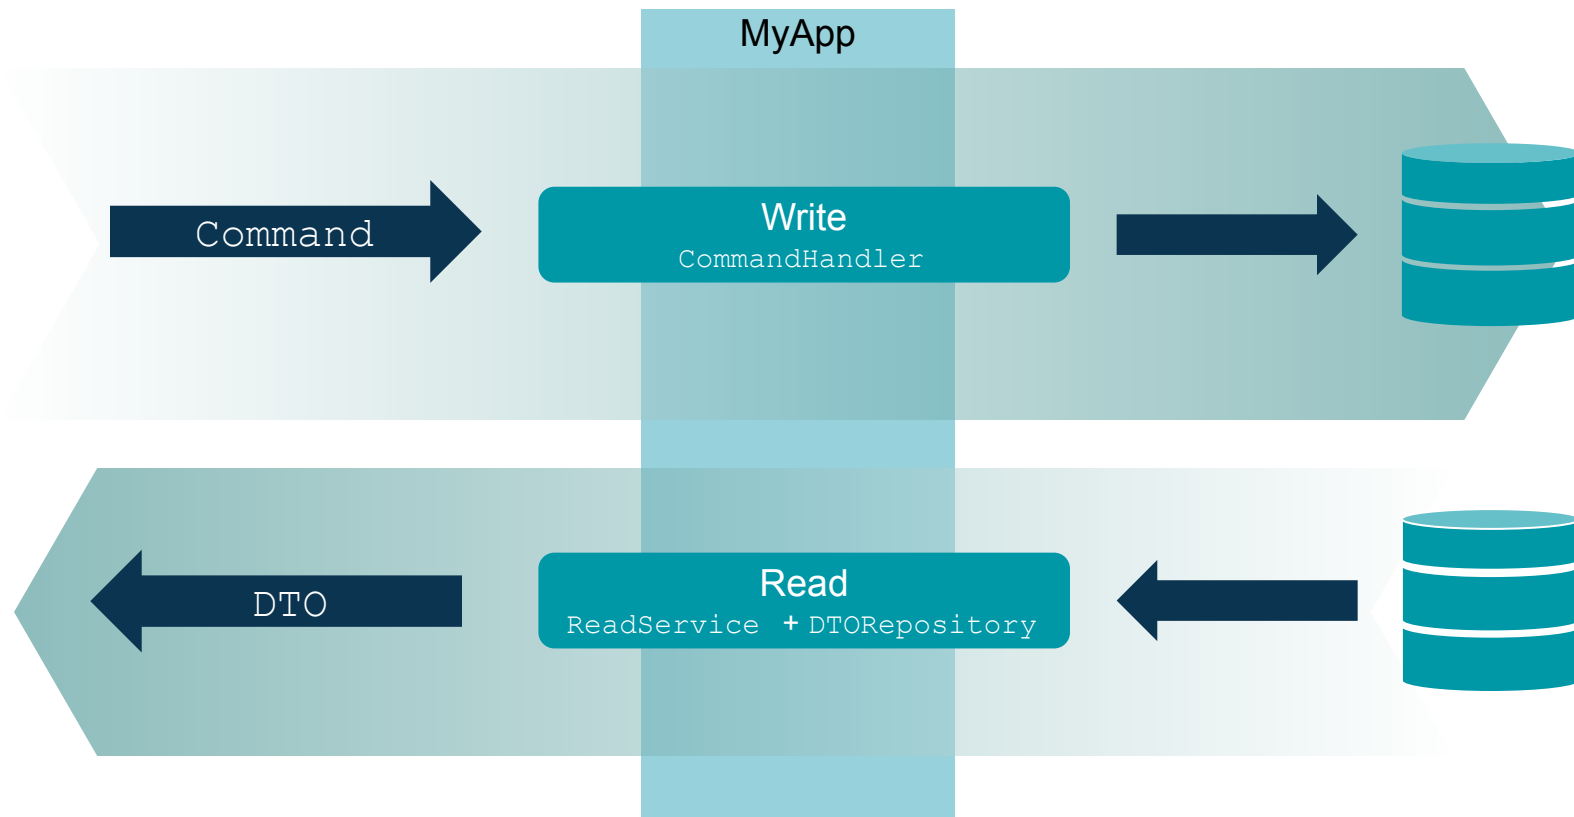 MyApp
Command
Write
CommandHandler
DTO
Read
ReadService + DTORepository